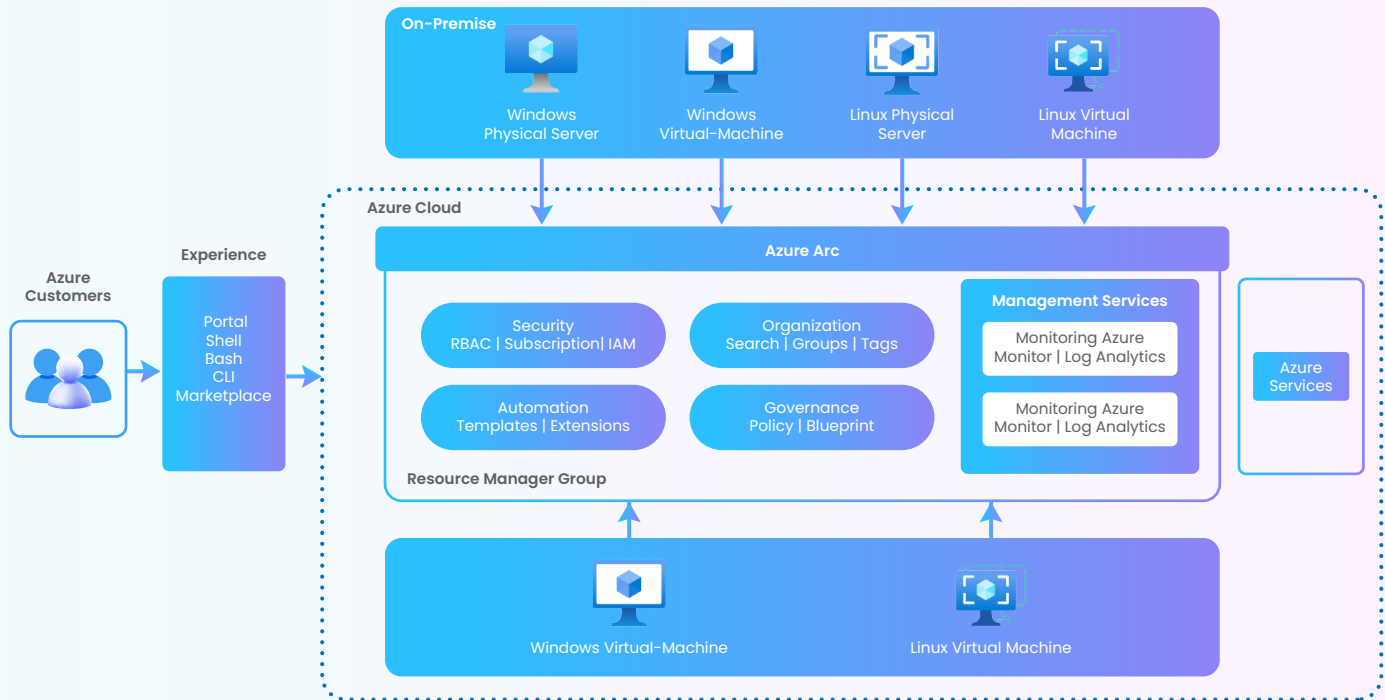 On-Premise
Windows
Physical Server
Windows
Virtual-Machine
Linux Physical
Server
Linux Virtual
Machine
Azure Cloud
Azure Arc
Experience
Azure
Customers
Portal
Shell
Bash
CLI
Marketplace
Security
RBAC | Subscription| IAM
Organization
Search | Groups | Tags
Automation
Templates | Extensions
Governance
Policy | Blueprint
Management Services
Monitoring Azure
Monitor | Log Analytics
Monitoring Azure
Monitor | Log Analytics
Azure
Services
Resource Manager Group
Windows Virtual-Machine
Linux Virtual Machine